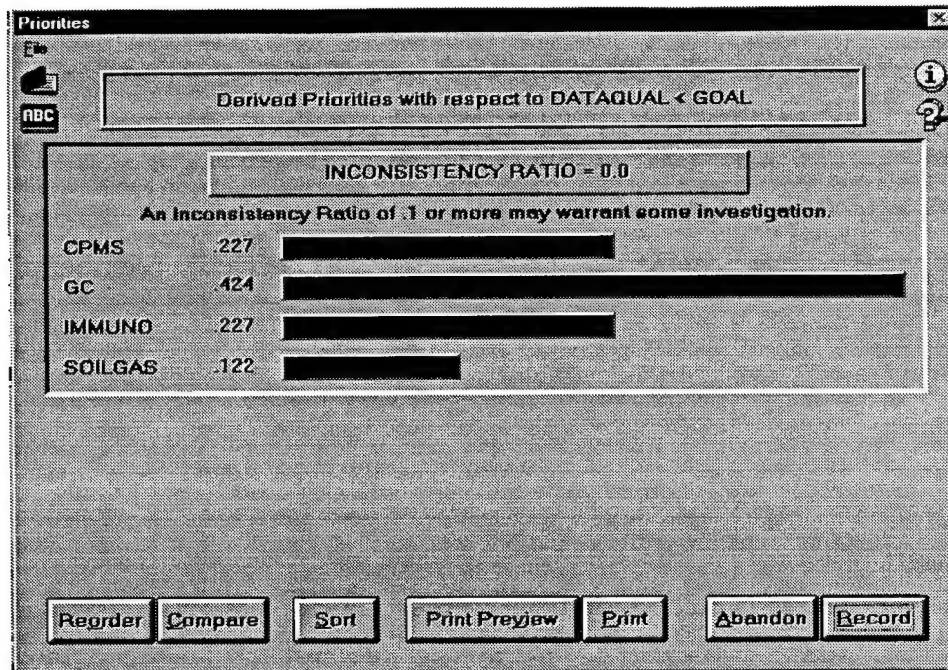 Priorities
File
Derived Priorities with respect to DATAQUAL < GOAL
i
ABC
?
INCONSISTENCY RATIO = 0.0
An Inconsistency Ratio of .1 or more may warrant some investigation.
CPMS .227
GC .424
IMMUNO .227
SOILGAS .122
Reorder Compare Sort Print Preview Print Abandon Record